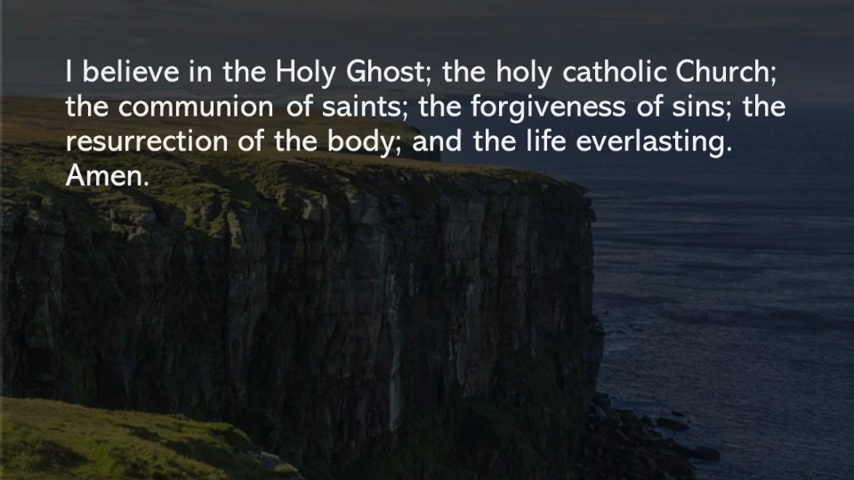 I believe in the Holy Ghost; the holy catholic Church;
the communion of saints; the forgiveness of sins; the
resurrection of the body; and the life everlasting.
Amen.